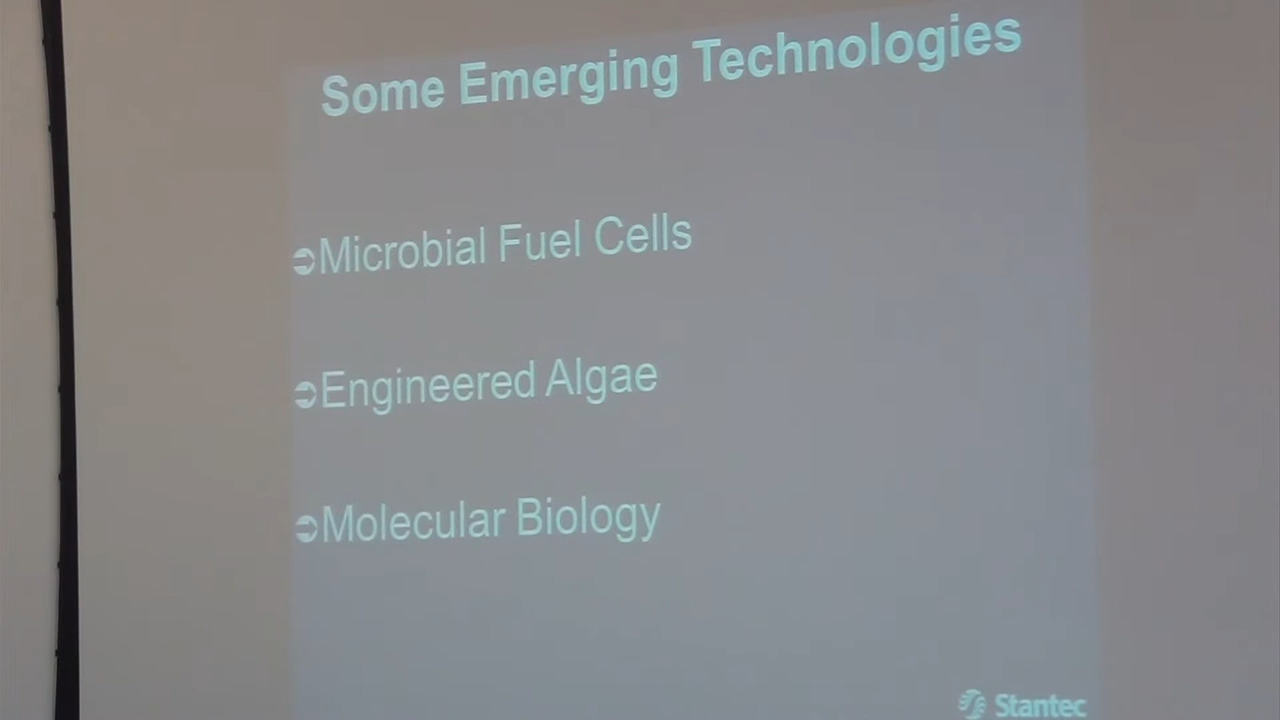 Some Emerging Technologies
➲Microbial Fuel Cells
➲Engineered Algae
➲Molecular Biology
Stantec